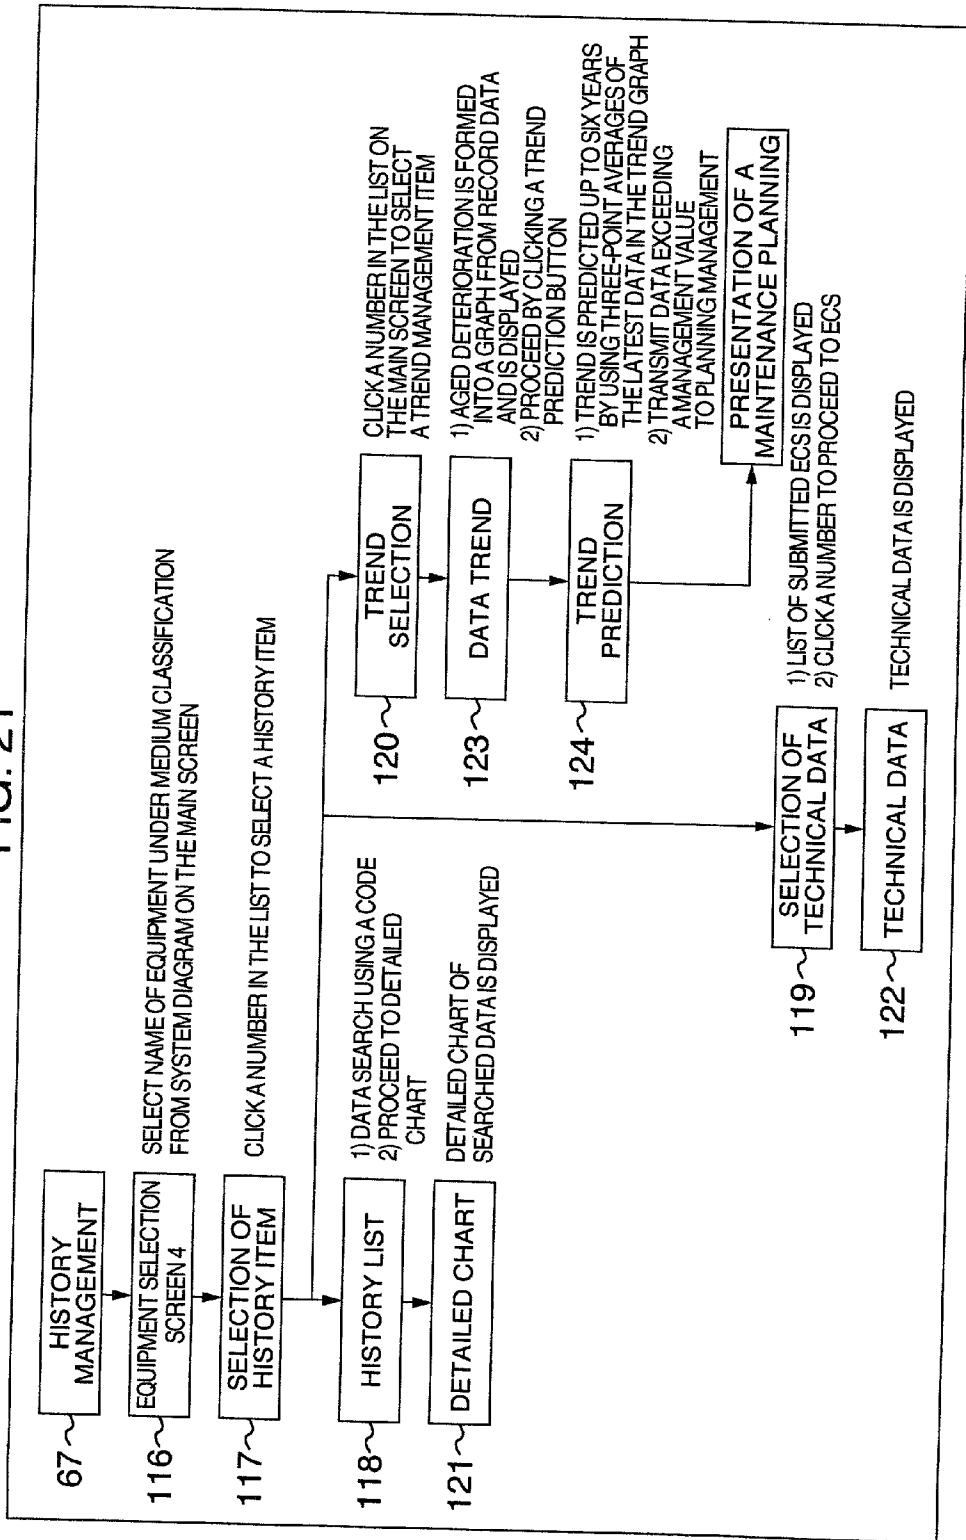 FIG. 21
HISTORY
MANAGEMENT
67
EQUIPMENT SELECTION
SCREEN 4
116
SELECT NAME OF EQUIPMENT UNDER MEDIUM CLASSIFICATION
FROM SYSTEM DIAGRAM ON THE MAIN SCREEN
SELECTION OF
HISTORY ITEM
117
CLICK A NUMBER IN THE LIST TO SELECT A HISTORY ITEM
HISTORY LIST
118
1) DATA SEARCH USING A CODE
2) PROCEED TO DETAILED
CHART
DETAILED CHART
121
DETAILED CHART OF
SEARCHED DATA IS DISPLAYED
TREND
SELECTION
120
CLICK A NUMBER IN THE LIST ON
THE MAIN SCREEN TO SELECT
A TREND MANAGEMENT ITEM
DATA TREND
123
1) AGED DETERIORATION IS FORMED
INTO A GRAPH FROM RECORD DATA
AND IS DISPLAYED
2) PROCEED BY CLICKING A TREND
PREDICTION BUTTON
TREND
PREDICTION
124
1) TREND IS PREDICTED UP TO SIX YEARS
BY USING THREE-POINT AVERAGES OF
THE LATEST DATA IN THE TREND GRAPH
2) TRANSMIT DATA EXCEEDING
A MANAGEMENT VALUE
TO PLANNING MANAGEMENT
PRESENTATION OF A
MAINTENANCE PLANNING
SELECTION OF
TECHNICAL DATA
119
1) LIST OF SUBMITTED ECS IS DISPLAYED
2) CLICK A NUMBER TO PROCEED TO ECS
TECHNICAL DATA
122
TECHNICAL DATA IS DISPLAYED